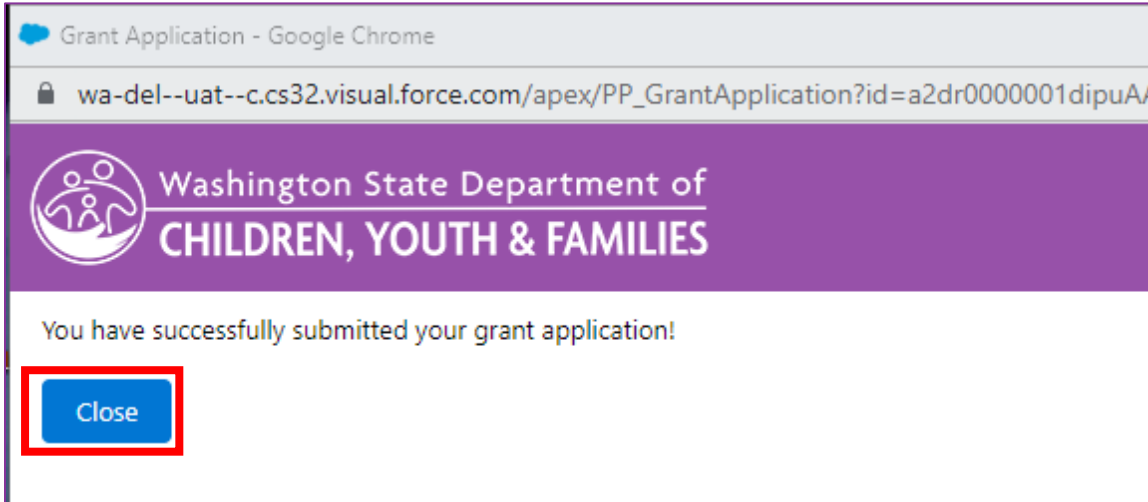 Grant Application - Google Chrome
wa-del--uat--c.cs32.visual.force.com/apex/PP_GrantApplication?id=a2dr0000001dipuA
Washington State Department of
CHILDREN, YOUTH & FAMILIES
You have successfully submitted your grant application!
Close